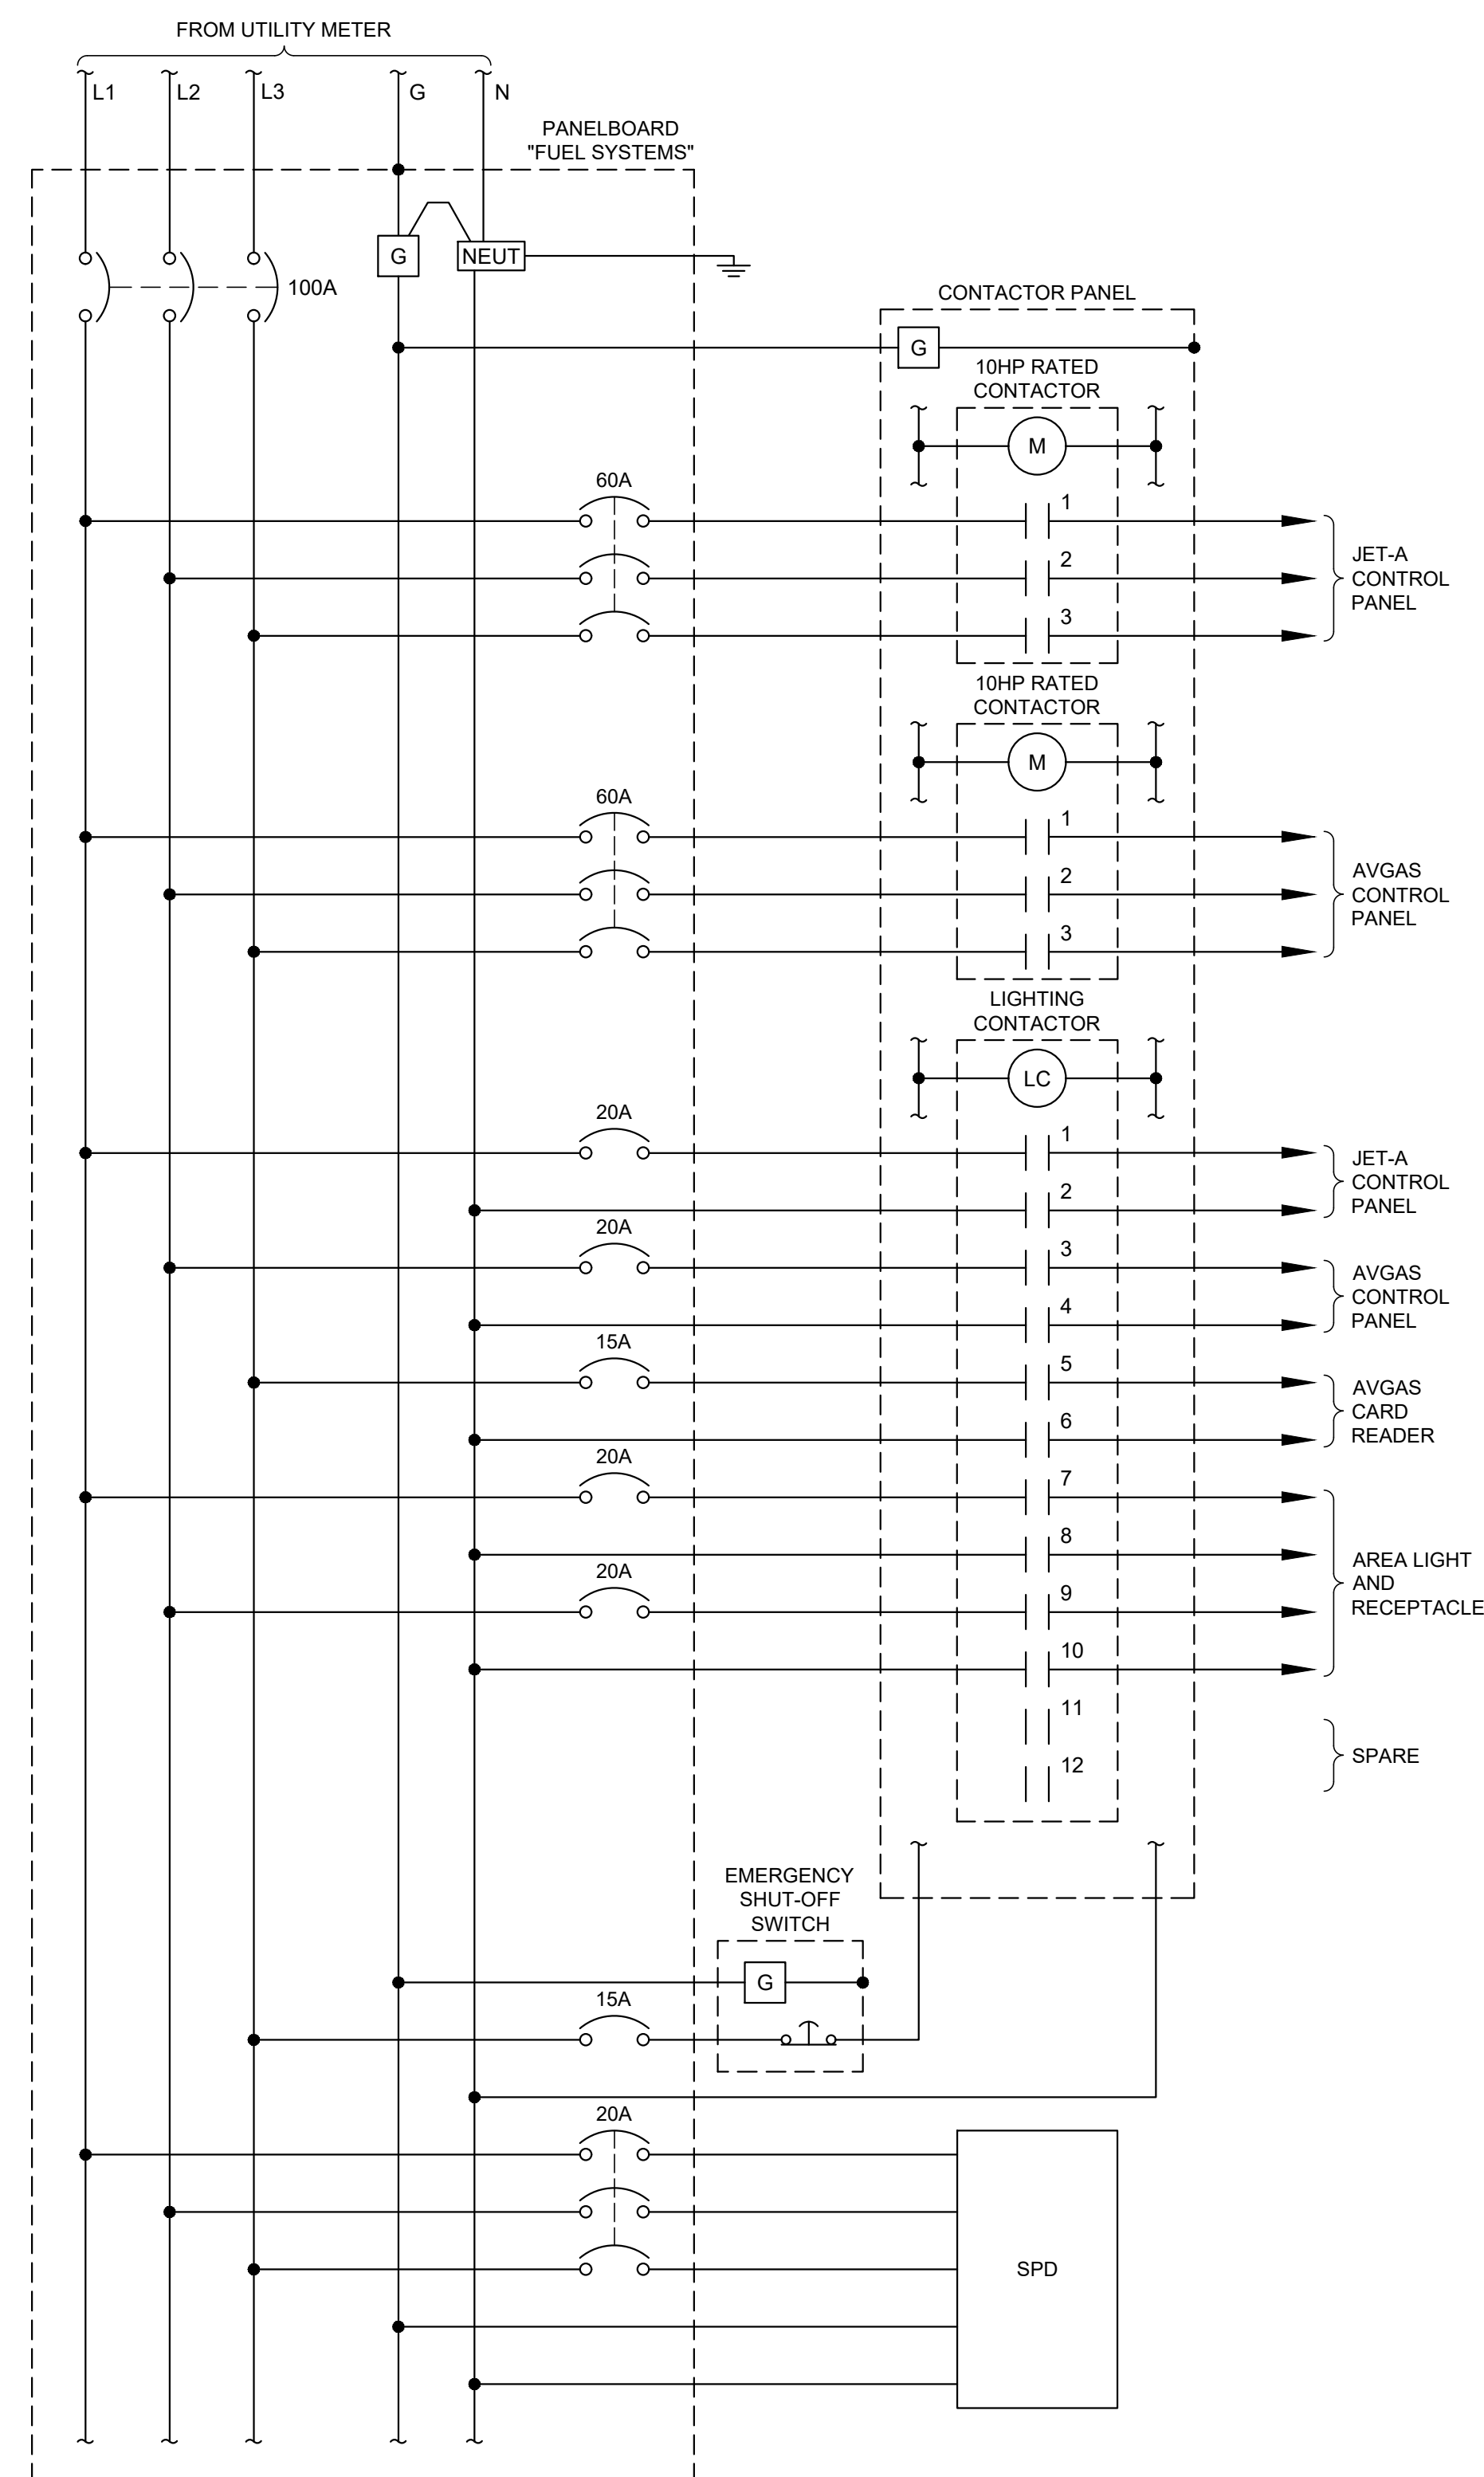 FROM UTILITY METER
L1
L2
L3
G
N
PANELBOARD
"FUEL SYSTEMS"
G
NEUT
100A
CONTACTOR PANEL
G
10HP RATED
CONTACTOR
M
60A
1
2
3
JET-A
CONTROL
PANEL
10HP RATED
CONTACTOR
M
60A
1
2
3
AVGAS
CONTROL
PANEL
LIGHTING
CONTACTOR
LC
20A
1
2
JET-A
CONTROL
PANEL
20A
3
4
AVGAS
CONTROL
PANEL
15A
5
6
AVGAS
CARD
READER
20A
7
8
20A
9
10
AREA LIGHT
AND
RECEPTACLE
11
12
SPARE
EMERGENCY
SHUT-OFF
SWITCH
G
15A
20A
SPD